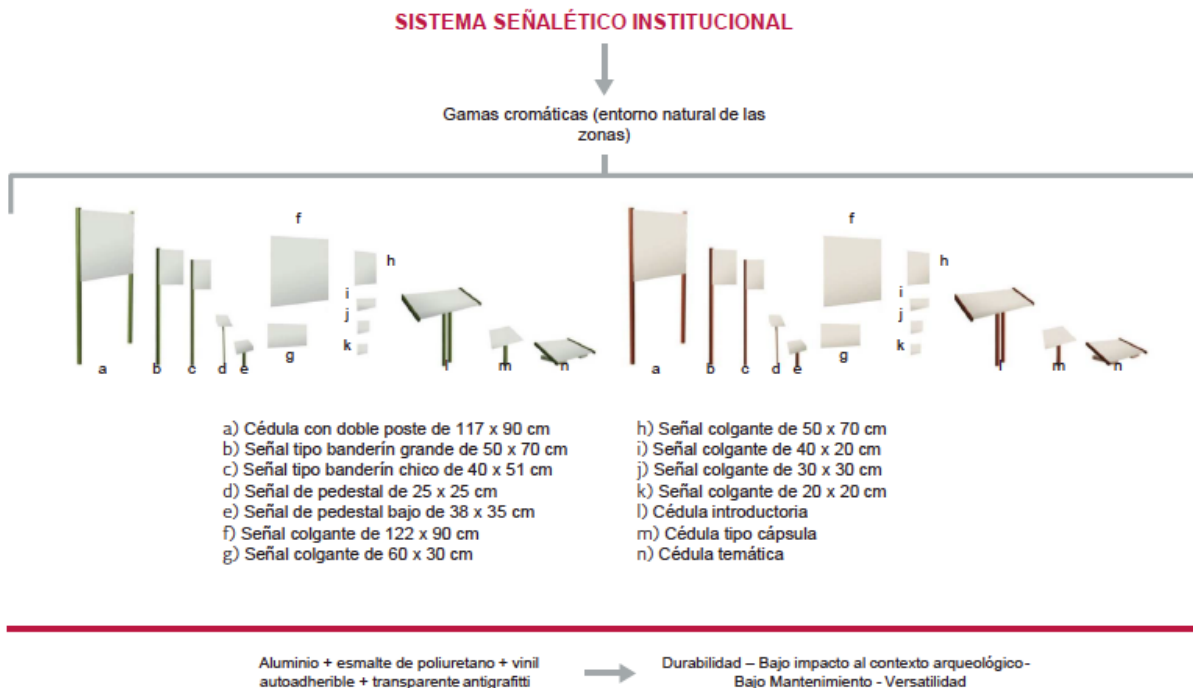 SISTEMA SEÑALÉTICO INSTITUCIONAL
Gamas cromáticas (entorno natural de las
zonas)
f
h
i
j
k
g
a
b
c
d
e
l
m
n
f
h
i
j
k
g
a
b
c
d
e
l
m
n
a) Cédula con doble poste de 117 x 90 cm
b) Señal tipo banderín grande de 50 x 70 cm
c) Señal tipo banderín chico de 40 x 51 cm
d) Señal de pedestal de 25 x 25 cm
e) Señal de pedestal bajo de 38 x 35 cm
f) Señal colgante de 122 x 90 cm
g) Señal colgante de 60 x 30 cm
h) Señal colgante de 50 x 70 cm
i) Señal colgante de 40 x 20 cm
j) Señal colgante de 30 x 30 cm
k) Señal colgante de 20 x 20 cm
l) Cédula introductoria
m) Cédula tipo cápsula
n) Cédula temática
Aluminio + esmalte de poliuretano + vinil
autoadherible + transparente antigrafitti
Durabilidad – Bajo impacto al contexto arqueológico-
Bajo Mantenimiento - Versatilidad